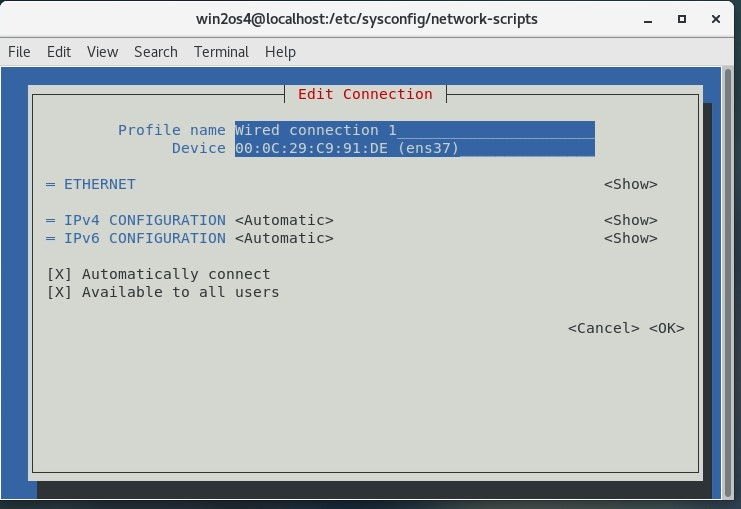 win2os4@localhost:/etc/sysconfig/network-scripts
File Edit View Search Terminal Help
Edit Connection
Profile name Wired connection 1
Device 00:0C:29:C9:91:DE (ens37)
= ETHERNET <Show>
= IPv4 CONFIGURATION <Automatic> <Show>
= IPv6 CONFIGURATION <Automatic> <Show>
[X] Automatically connect
[X] Available to all users
<Cancel> <OK>